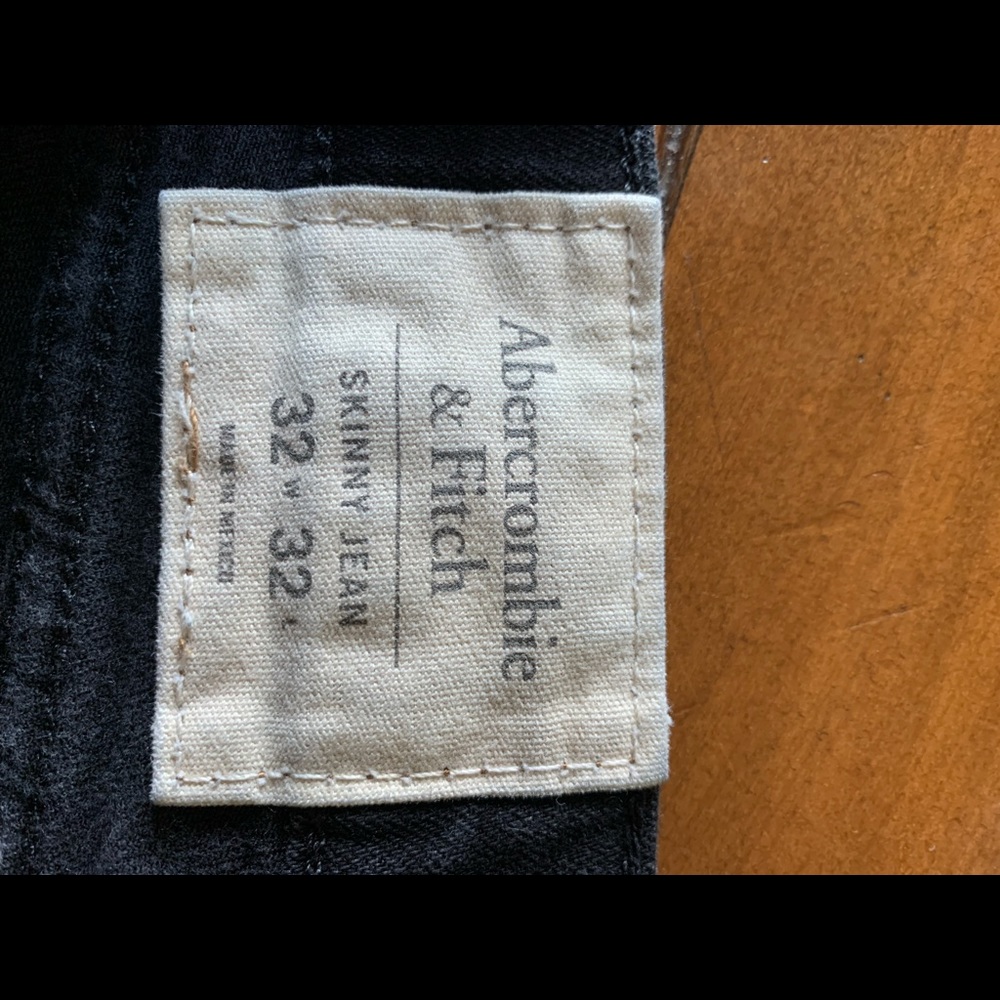 Abercrombie
& Fitch
SKINNY JEAN
32 W 32 L
MADE IN MEXICO